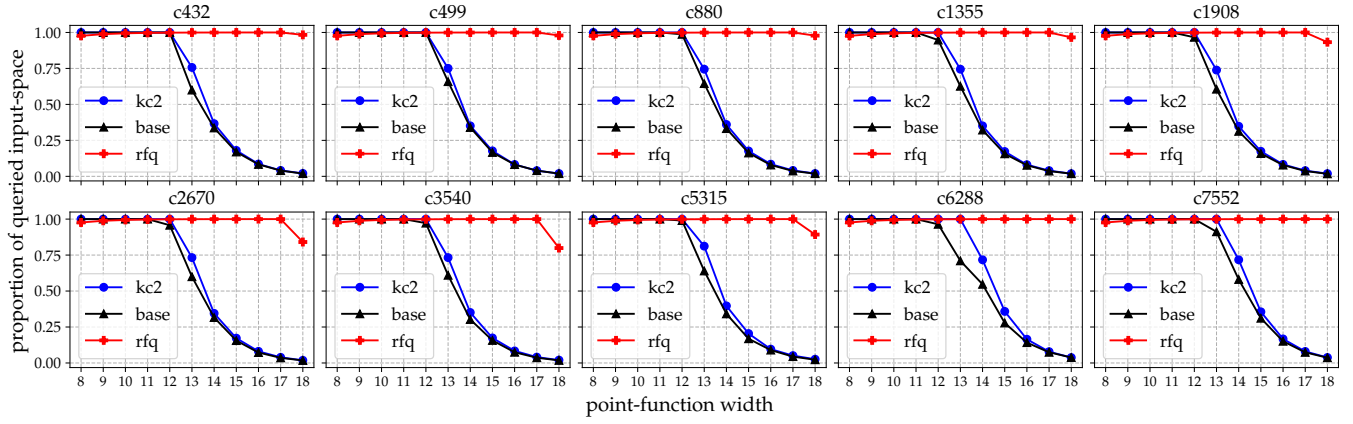 c432 c499 c880 c1355 c1908
1.00
0.75
0.50
0.25
0.00
kc2 kc2 kc2 kc2 kc2
base base base base base
rfq rfq rfq rfq rfq
proportion of queried input-space
c2670 c3540 c5315 c6288 c7552
1.00
0.75
0.50
0.25
0.00
kc2 kc2 kc2 kc2 kc2
base base base base base
rfq rfq rfq rfq rfq
8 9 10 11 12 13 14 15 16 17 18 8 9 10 11 12 13 14 15 16 17 18 8 9 10 11 12 13 14 15 16 17 18 8 9 10 11 12 13 14 15 16 17 18 8 9 10 11 12 13 14 15 16 17 18
point-function width